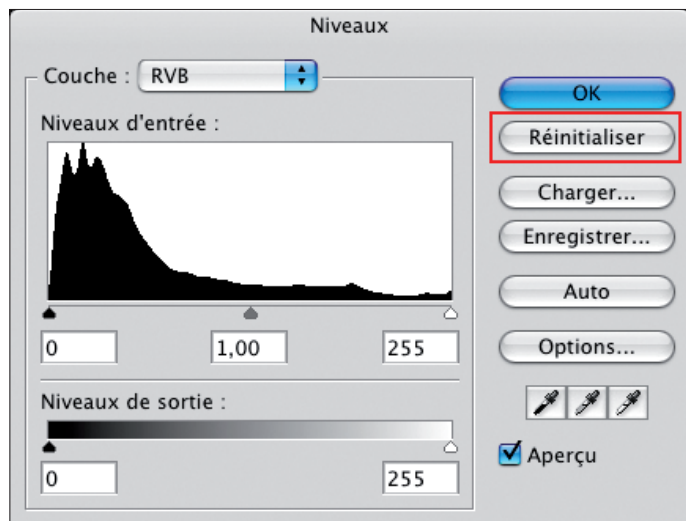 Niveaux
Couche : RVB
Niveaux d'entrée :
0 1,00 255
Niveaux de sortie :
0 255
OK
Réinitialiser
Charger...
Enregistrer...
Auto
Options...
Aperçu